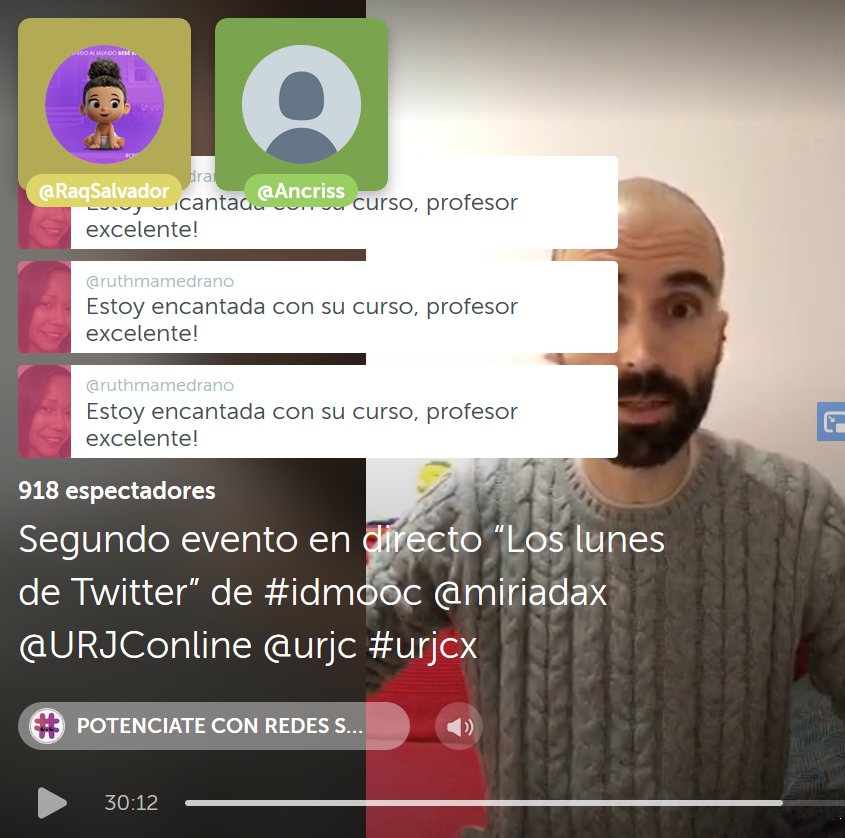 @RaqSalvador
@Ancriss
Estoy encantada con su curso, profesor
excelente!
@ruthmamedrano
Estoy encantada con su curso, profesor
excelente!
@ruthmamedrano
Estoy encantada con su curso, profesor
excelente!
918 espectadores
Segundo evento en directo “Los lunes
de Twitter” de #idmooc @miriadax
@URJConline @urjc #urjcx
POTENCIATE CON REDES S...
30:12